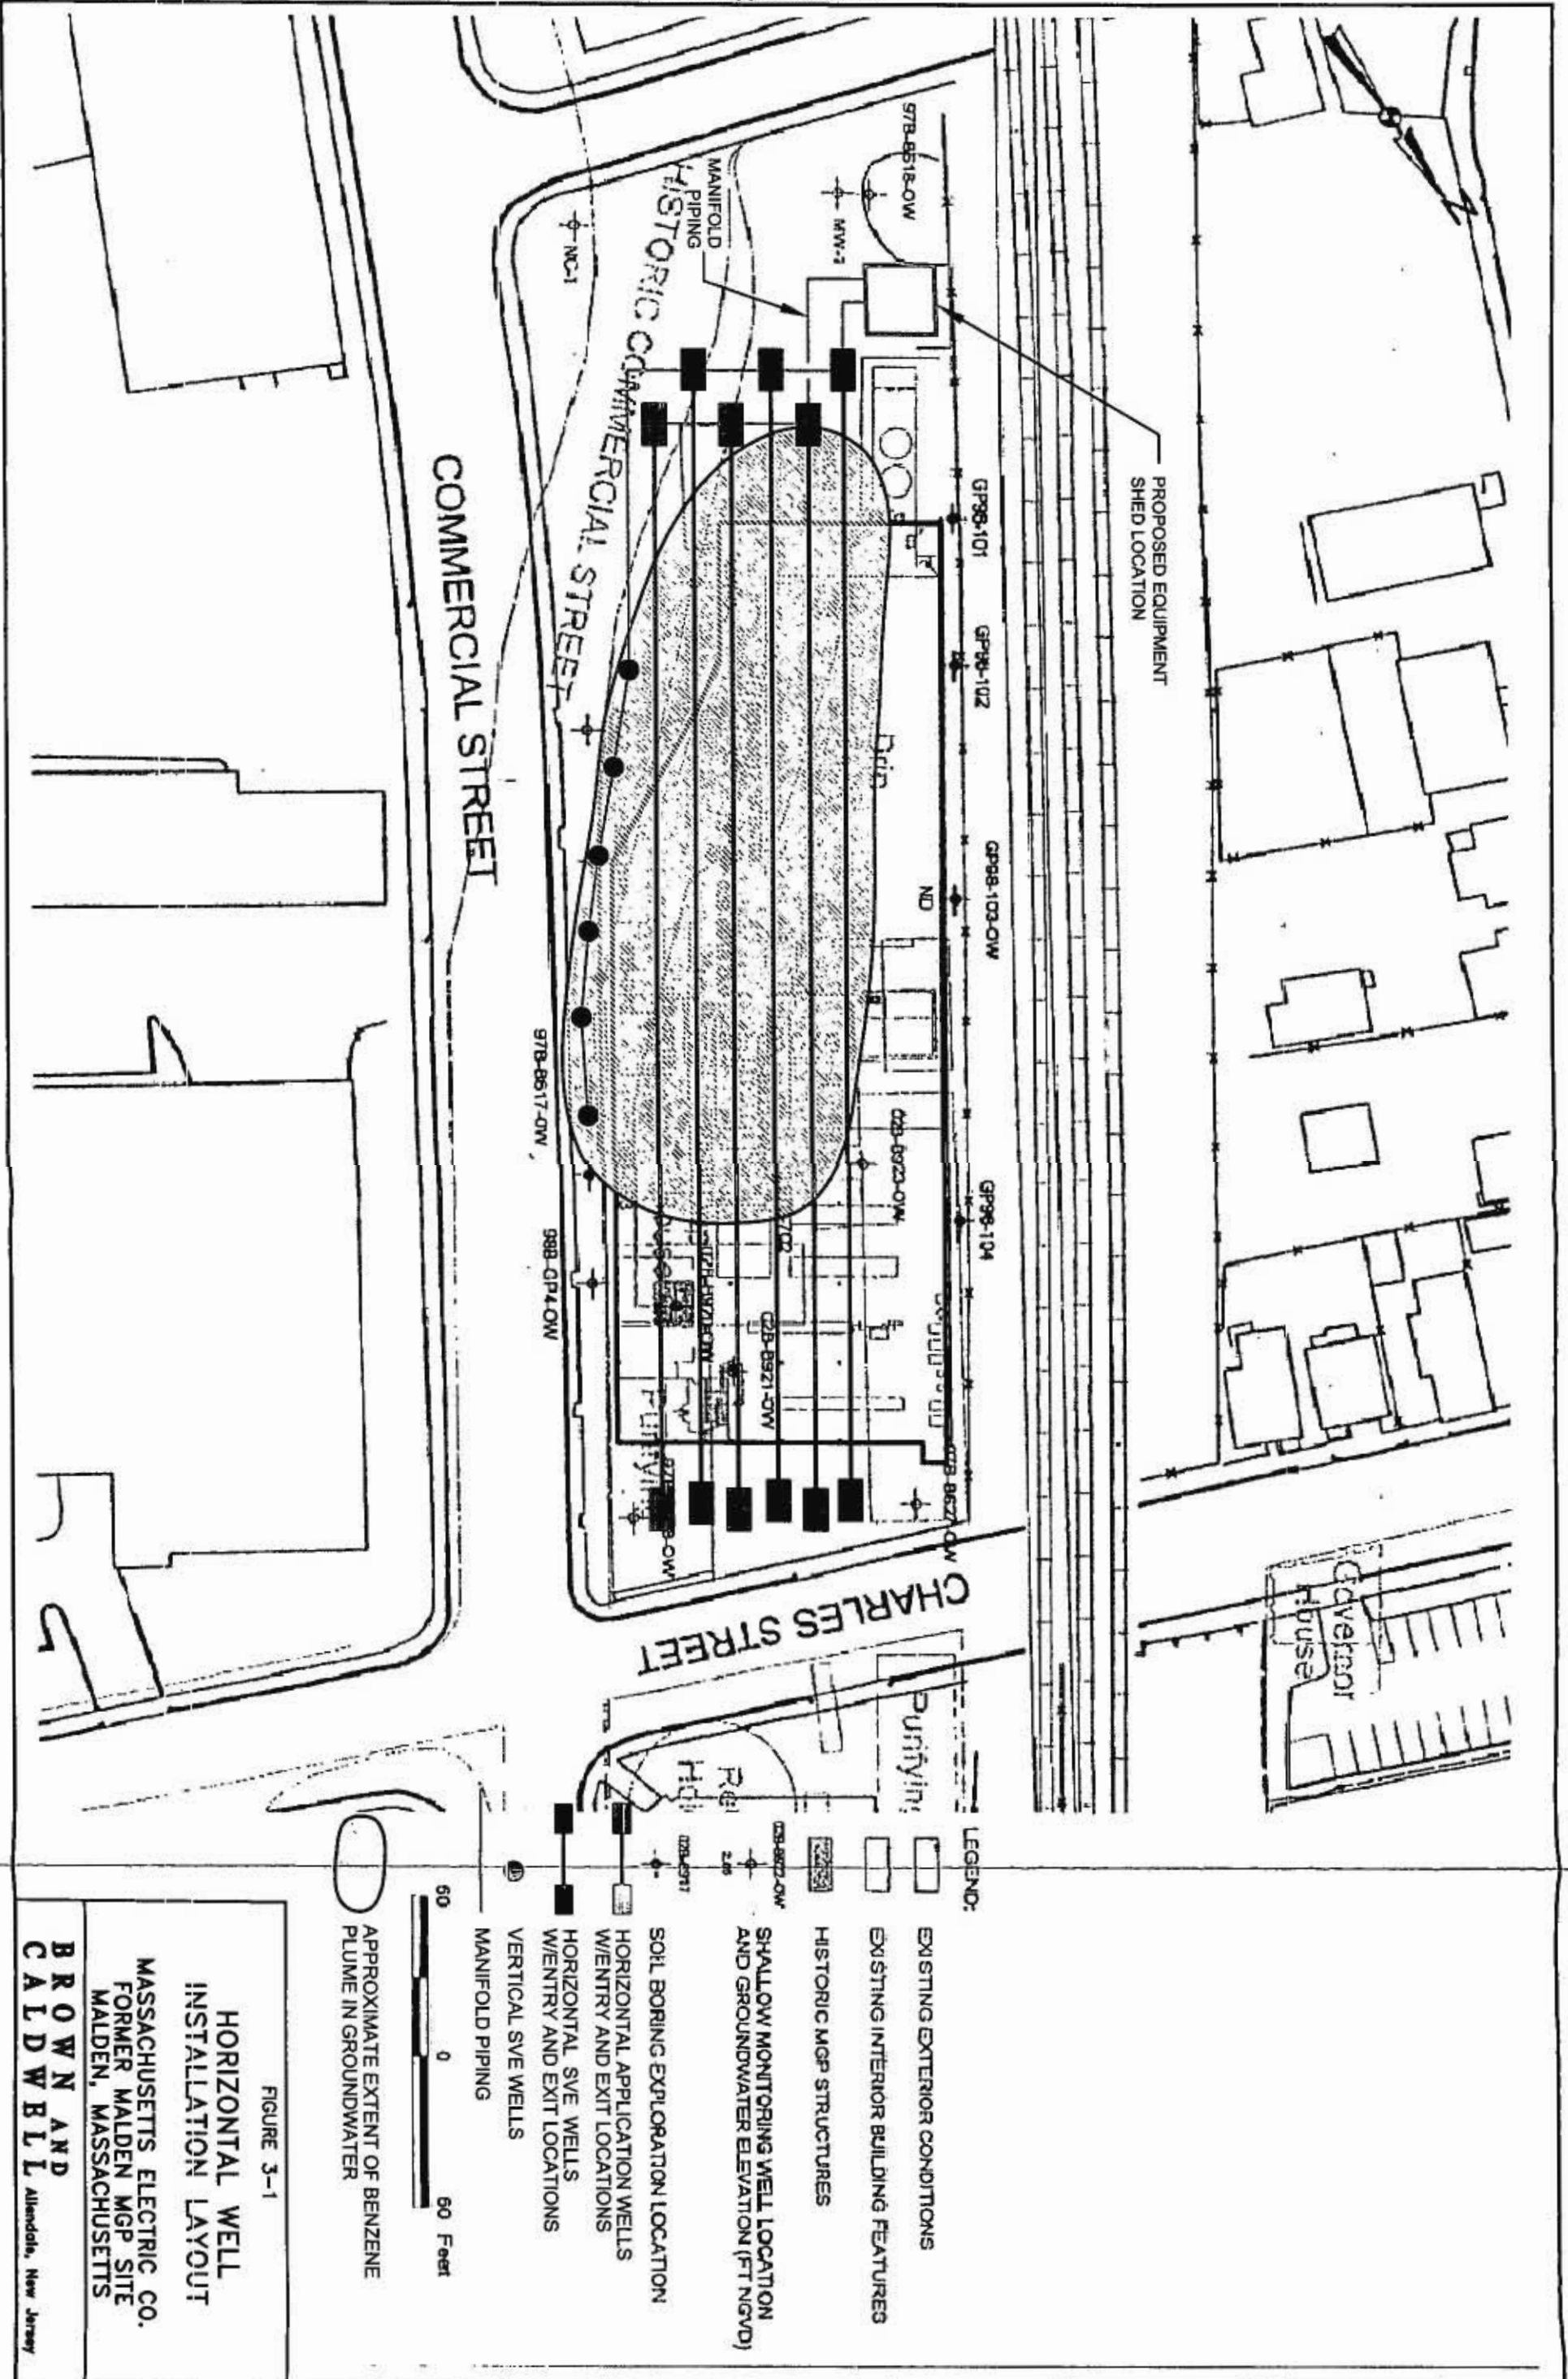 97B-B618-OW
MW-2
MANIFOLD
PIPING
NC-1
HISTORIC COMMERCIAL STREET
COMMERCIAL STREET
PROPOSED EQUIPMENT
SHED LOCATION
GP98-101
GP98-102
Drip
GP98-103-OW
ND
97B-B617-OW
02B-B923-OW
GP98-104
98B-GP4-OW
02B-B921-OW
CHARLES STREET
Governor
House
Purifying
LEGEND:
EXISTING EXTERIOR CONDITIONS
EXISTING INTERIOR BUILDING FEATURES
HISTORIC MGP STRUCTURES
2.05
SHALLOW MONITORING WELL LOCATION
AND GROUNDWATER ELEVATION (FT NGVD)
SOIL BORING EXPLORATION LOCATION
HORIZONTAL APPLICATION WELLS
W/ENTRY AND EXIT LOCATIONS
HORIZONTAL SVE WELLS
W/ENTRY AND EXIT LOCATIONS
VERTICAL SVE WELLS
MANIFOLD PIPING
60 0 60 Feet
APPROXIMATE EXTENT OF BENZENE
PLUME IN GROUNDWATER
FIGURE 3-1
HORIZONTAL WELL
INSTALLATION LAYOUT
MASSACHUSETTS ELECTRIC CO.
FORMER MALDEN MGP SITE
MALDEN, MASSACHUSETTS
BROWN AND
CALDWELL Allendale, New Jersey